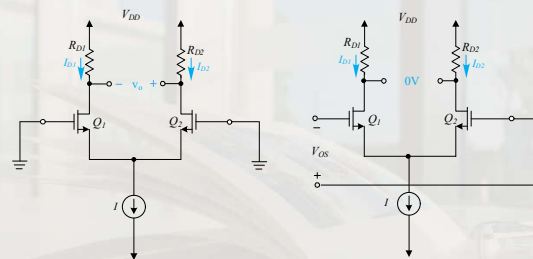 V_DD
R_D1 R_D2
I_D1 − v_o + I_D2
Q_1 Q_2
I
V_DD
R_D1 R_D2
I_D1 0V I_D2
Q_1 Q_2
−
V_OS
+
I